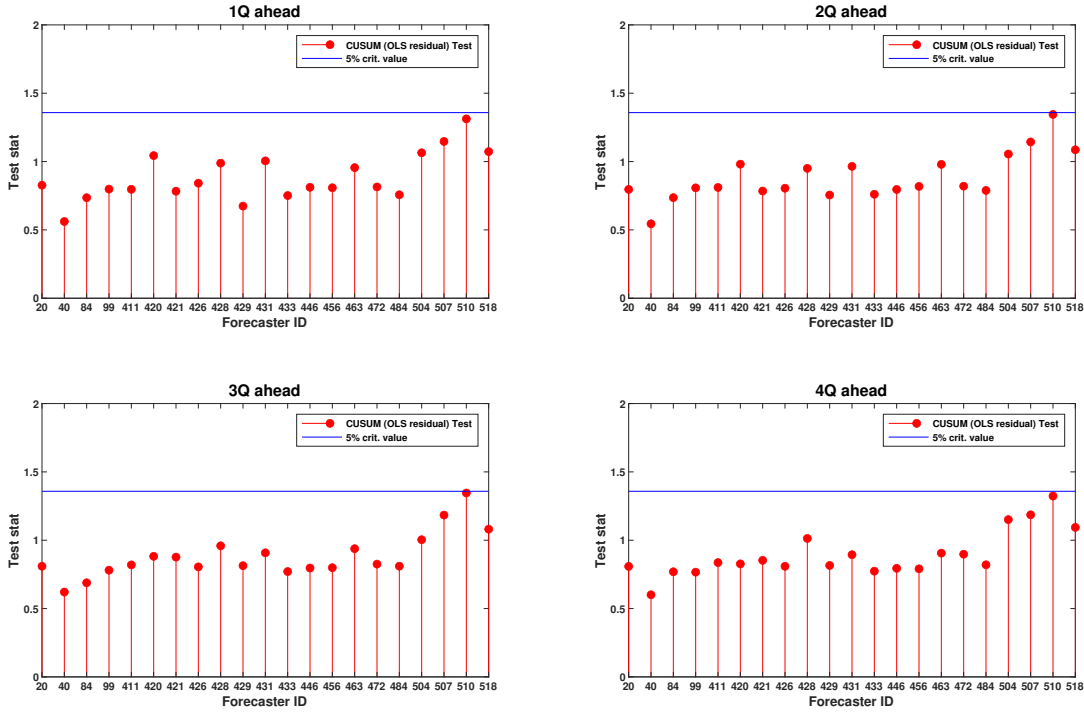 1Q ahead
2
1.5
1
0.5
0
Test stat
CUSUM (OLS residual) Test
5% crit. value
20 40 84 99 411 420 421 426 428 429 431 433 446 456 463 472 484 504 507 510 518
Forecaster ID
2Q ahead
2
1.5
1
0.5
0
Test stat
CUSUM (OLS residual) Test
5% crit. value
20 40 84 99 411 420 421 426 428 429 431 433 446 456 463 472 484 504 507 510 518
Forecaster ID
3Q ahead
2
1.5
1
0.5
0
Test stat
CUSUM (OLS residual) Test
5% crit. value
20 40 84 99 411 420 421 426 428 429 431 433 446 456 463 472 484 504 507 510 518
Forecaster ID
4Q ahead
2
1.5
1
0.5
0
Test stat
CUSUM (OLS residual) Test
5% crit. value
20 40 84 99 411 420 421 426 428 429 431 433 446 456 463 472 484 504 507 510 518
Forecaster ID